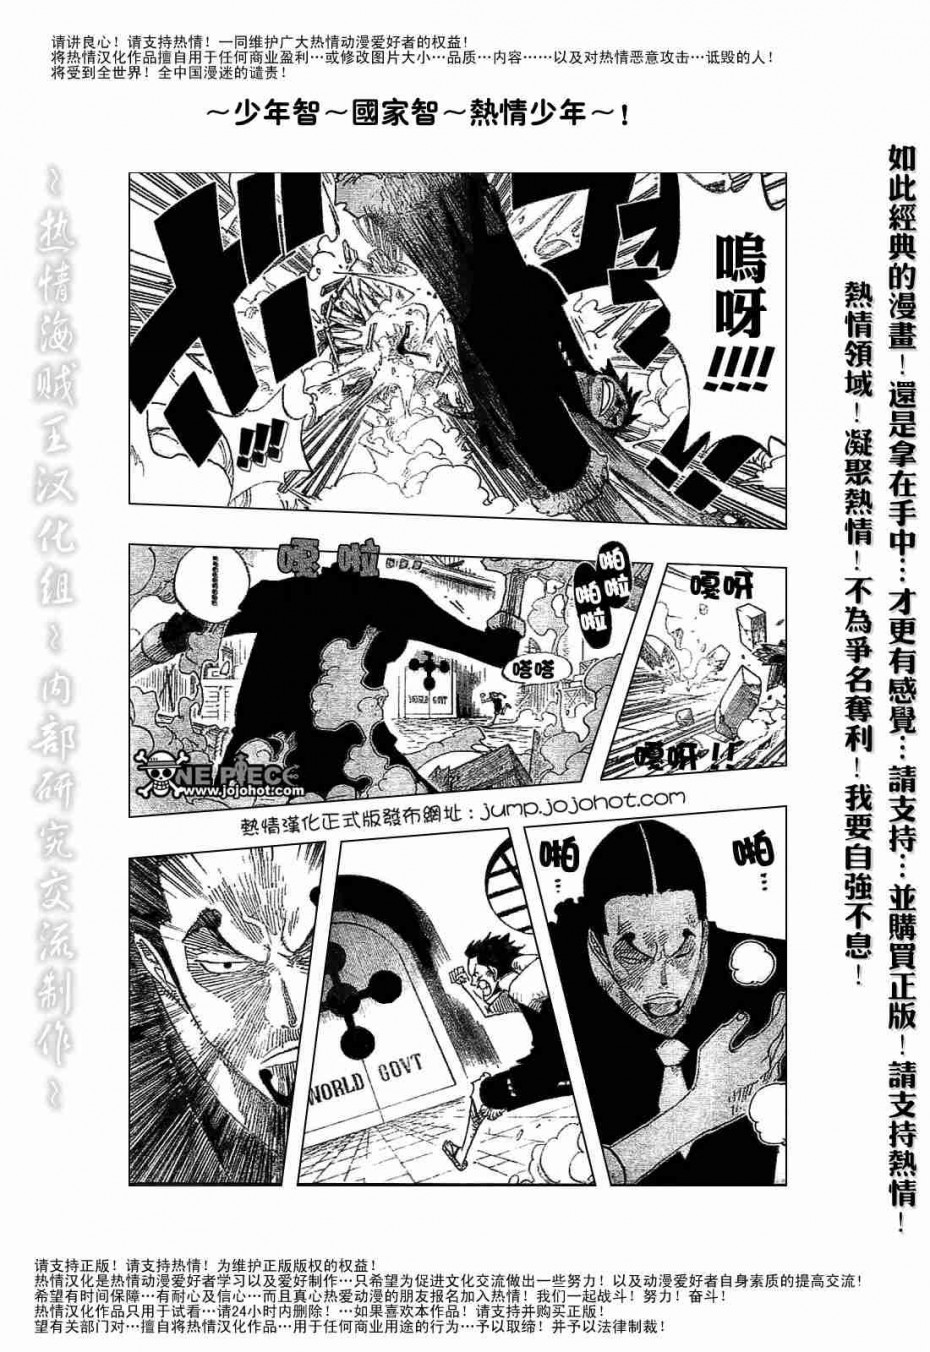 请讲良心！请支持热情！一同维护广大热情动漫爱好者的权益！
将热情汉化作品擅自用于任何商业盈利…或修改图片大小…品质…内容……以及对热情恶意攻击…诋毁的人！
将受到全世界！全中国漫迷的谴责！
～少年智～國家智～熱情少年～！
如此經典的漫畫！還是拿在手中…才更有感覺…請支持…並購買正版！請支持熱情！
熱情領域！凝聚熱情！不為爭名奪利！我要自強不息！
～热情海贼王汉化组～内部研究交流制作～
嗚呀!!!!
嘎呀
嘎呀!!
啪啦
啪啦
嘎啦
嗒嗒
WORLD GOVT
ONE PIECE
www.jojohot.com
熱情漢化正式版發布網址：jump.jojohot.com
啪…
啪…
WORLD GOVT
请支持正版！请支持热情！为维护正版版权的权益！
热情汉化是热情动漫爱好者学习以及爱好制作…只希望为促进文化交流做出一些努力！以及动漫爱好者自身素质的提高交流！
希望有时间保障…有耐心及信心…而且真心热爱动漫的朋友报名加入热情！我们一起战斗！努力！奋斗！
热情汉化作品只用于试看…请24小时内删除！…如果喜欢本作品！请支持并购买正版！
望有关部门对…擅自将热情汉化作品…用于任何商业用途的行为…予以取缔！并予以法律制裁！